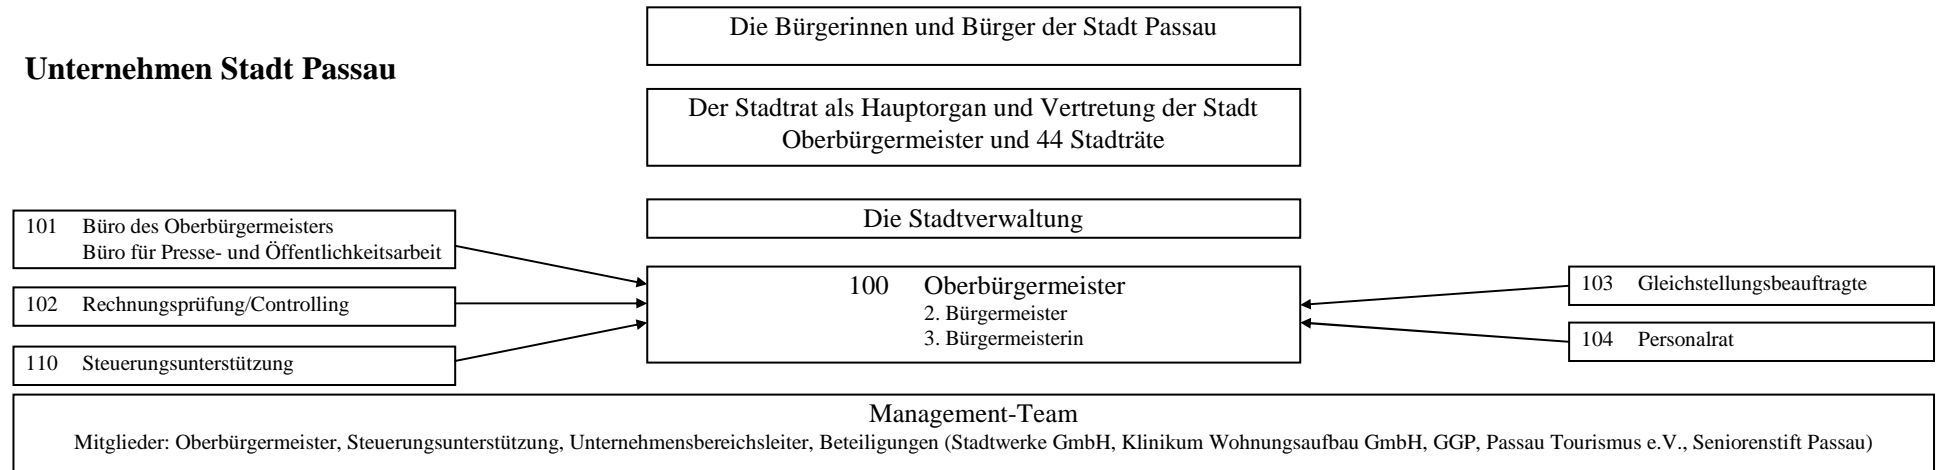 Unternehmen Stadt Passau
Die Bürgerinnen und Bürger der Stadt Passau
Der Stadtrat als Hauptorgan und Vertretung der Stadt
Oberbürgermeister und 44 Stadträte
Die Stadtverwaltung
101 Büro des Oberbürgermeisters
Büro für Presse- und Öffentlichkeitsarbeit
102 Rechnungsprüfung/Controlling
110 Steuerungsunterstützung
100 Oberbürgermeister
2. Bürgermeister
3. Bürgermeisterin
103 Gleichstellungsbeauftragte
104 Personalrat
Management-Team
Mitglieder: Oberbürgermeister, Steuerungsunterstützung, Unternehmensbereichsleiter, Beteiligungen (Stadtwerke GmbH, Klinikum Wohnungsaufbau GmbH, GGP, Passau Tourismus e.V., Seniorenstift Passau)